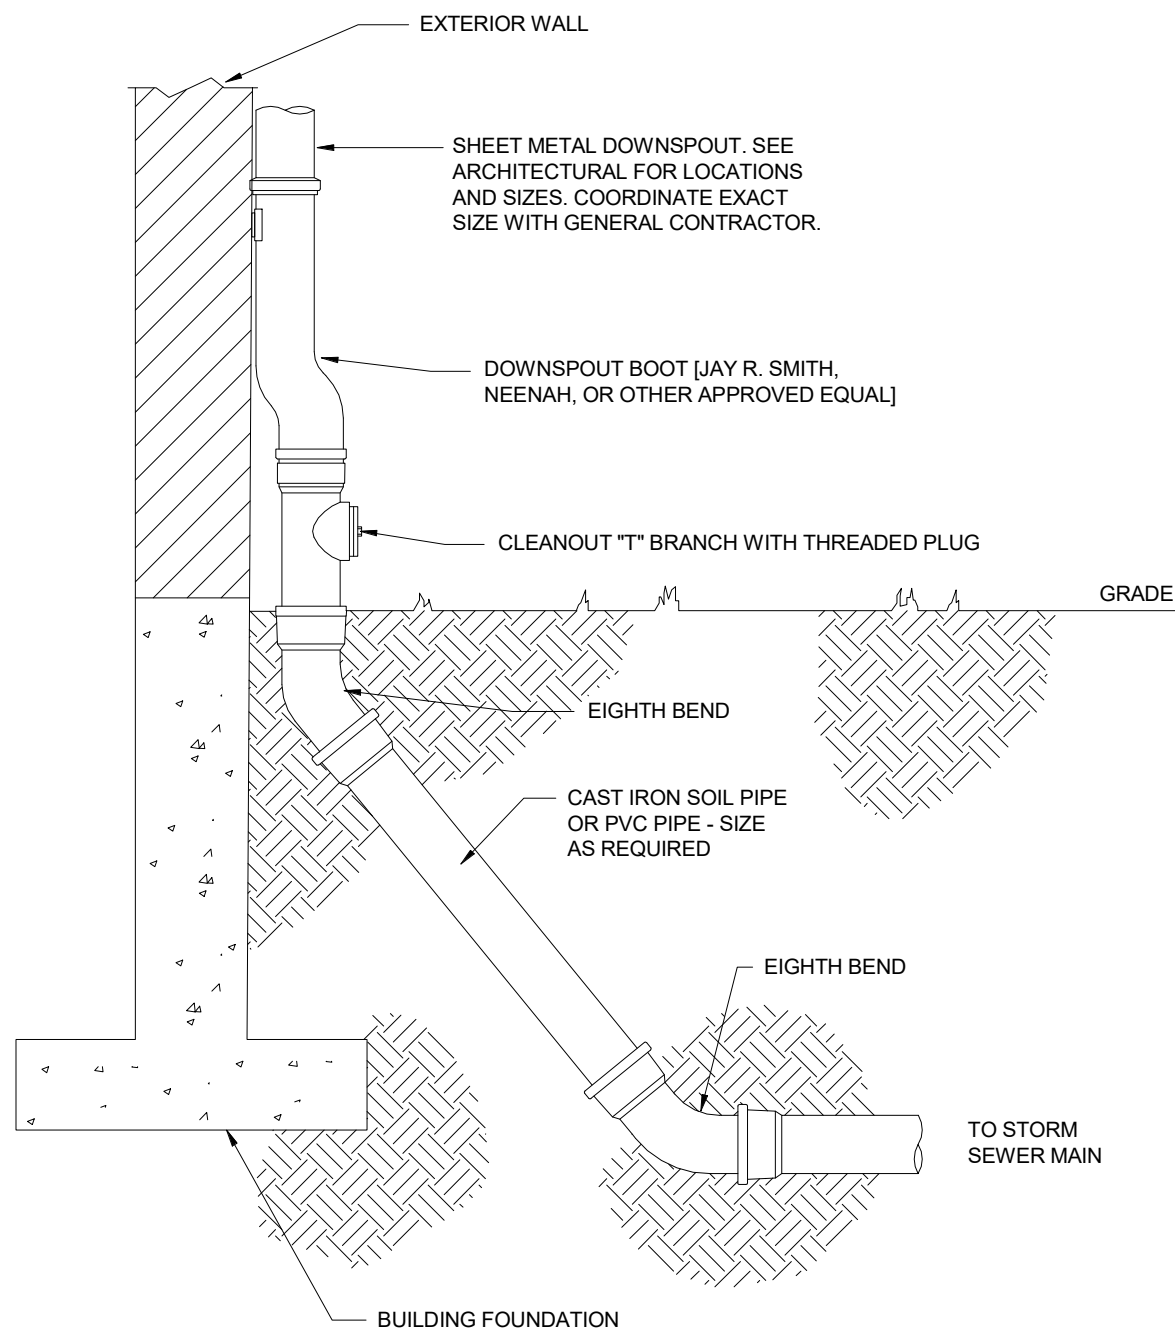 EXTERIOR WALL
SHEET METAL DOWNSPOUT. SEE
ARCHITECTURAL FOR LOCATIONS
AND SIZES. COORDINATE EXACT
SIZE WITH GENERAL CONTRACTOR.
DOWNSPOUT BOOT [JAY R. SMITH,
NEENAH, OR OTHER APPROVED EQUAL]
CLEANOUT "T" BRANCH WITH THREADED PLUG
GRADE
EIGHTH BEND
CAST IRON SOIL PIPE
OR PVC PIPE - SIZE
AS REQUIRED
EIGHTH BEND
TO STORM
SEWER MAIN
BUILDING FOUNDATION